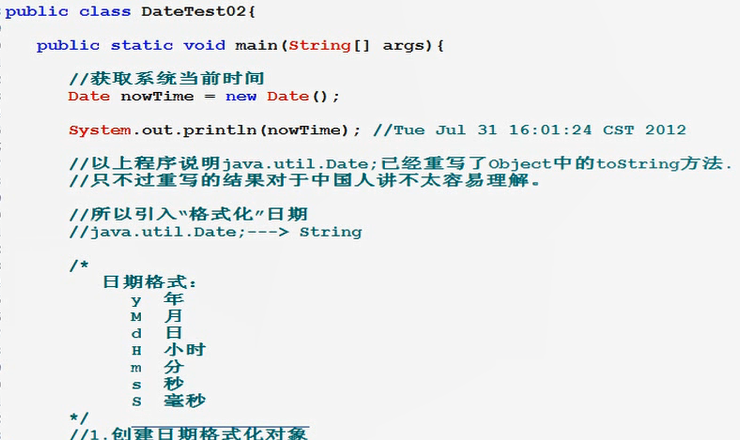 public class DateTest02{
public static void main(String[] args){
//获取系统当前时间
Date nowTime = new Date();
System.out.println(nowTime); //Tue Jul 31 16:01:24 CST 2012
//以上程序说明java.util.Date;已经重写了Object中的toString方法.
//只不过重写的结果对于中国人讲不太容易理解。
//所以引入“格式化”日期
//java.util.Date;---> String
/*
日期格式：
y 年
M 月
d 日
H 小时
m 分
s 秒
S 毫秒
*/
//1.创建日期格式化对象